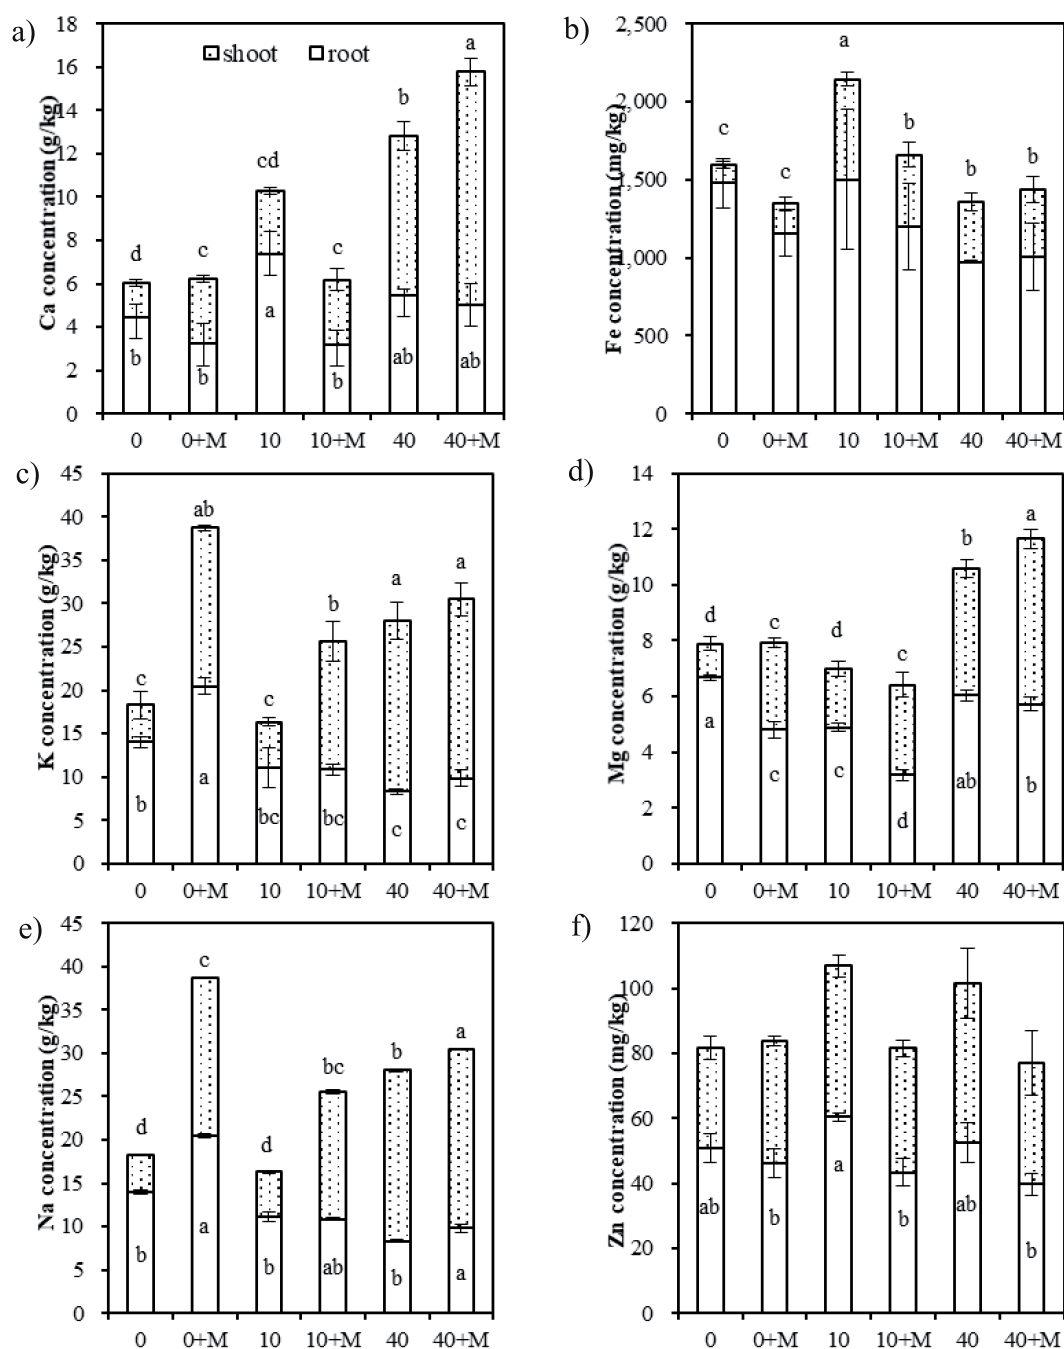 a)
Ca concentration (g/kg)
18
16
14
12
10
8
6
4
2
0
shoot root
d c cd c b a
b b a b ab ab
0 0+M 10 10+M 40 40+M
b)
Fe concentration (mg/kg)
2,500
2,000
1,500
1,000
500
0
c c a b b b
0 0+M 10 10+M 40 40+M
c)
K concentration (g/kg)
45
40
35
30
25
20
15
10
5
0
c ab c b a a
b a bc bc c c
0 0+M 10 10+M 40 40+M
d)
Mg concentration (g/kg)
14
12
10
8
6
4
2
0
d c d c b a
a c c d ab b
0 0+M 10 10+M 40 40+M
e)
Na concentration (g/kg)
45
40
35
30
25
20
15
10
5
0
d c d bc b a
b a b ab b a
0 0+M 10 10+M 40 40+M
f)
Zn concentration (mg/kg)
120
100
80
60
40
20
0
ab b a b ab b
0 0+M 10 10+M 40 40+M